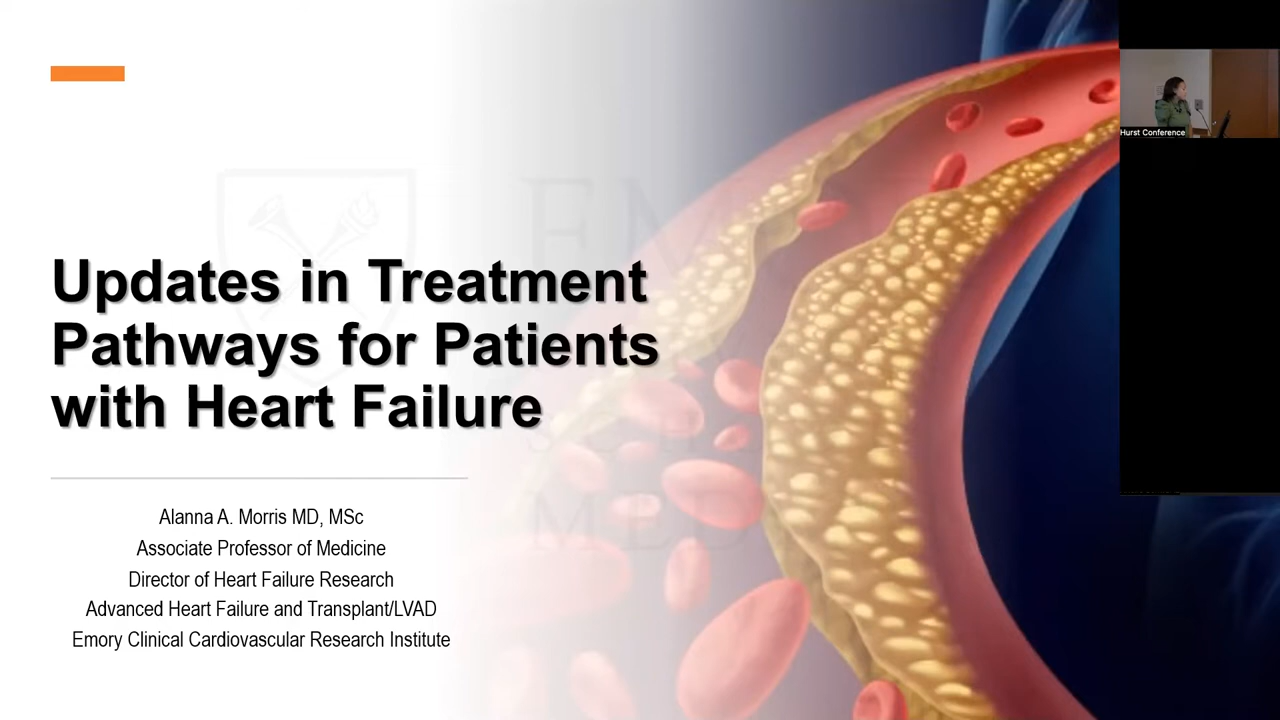 Updates in Treatment
Pathways for Patients
with Heart Failure
Alanna A. Morris MD, MSc
Associate Professor of Medicine
Director of Heart Failure Research
Advanced Heart Failure and Transplant/LVAD
Emory Clinical Cardiovascular Research Institute
Hurst Conference